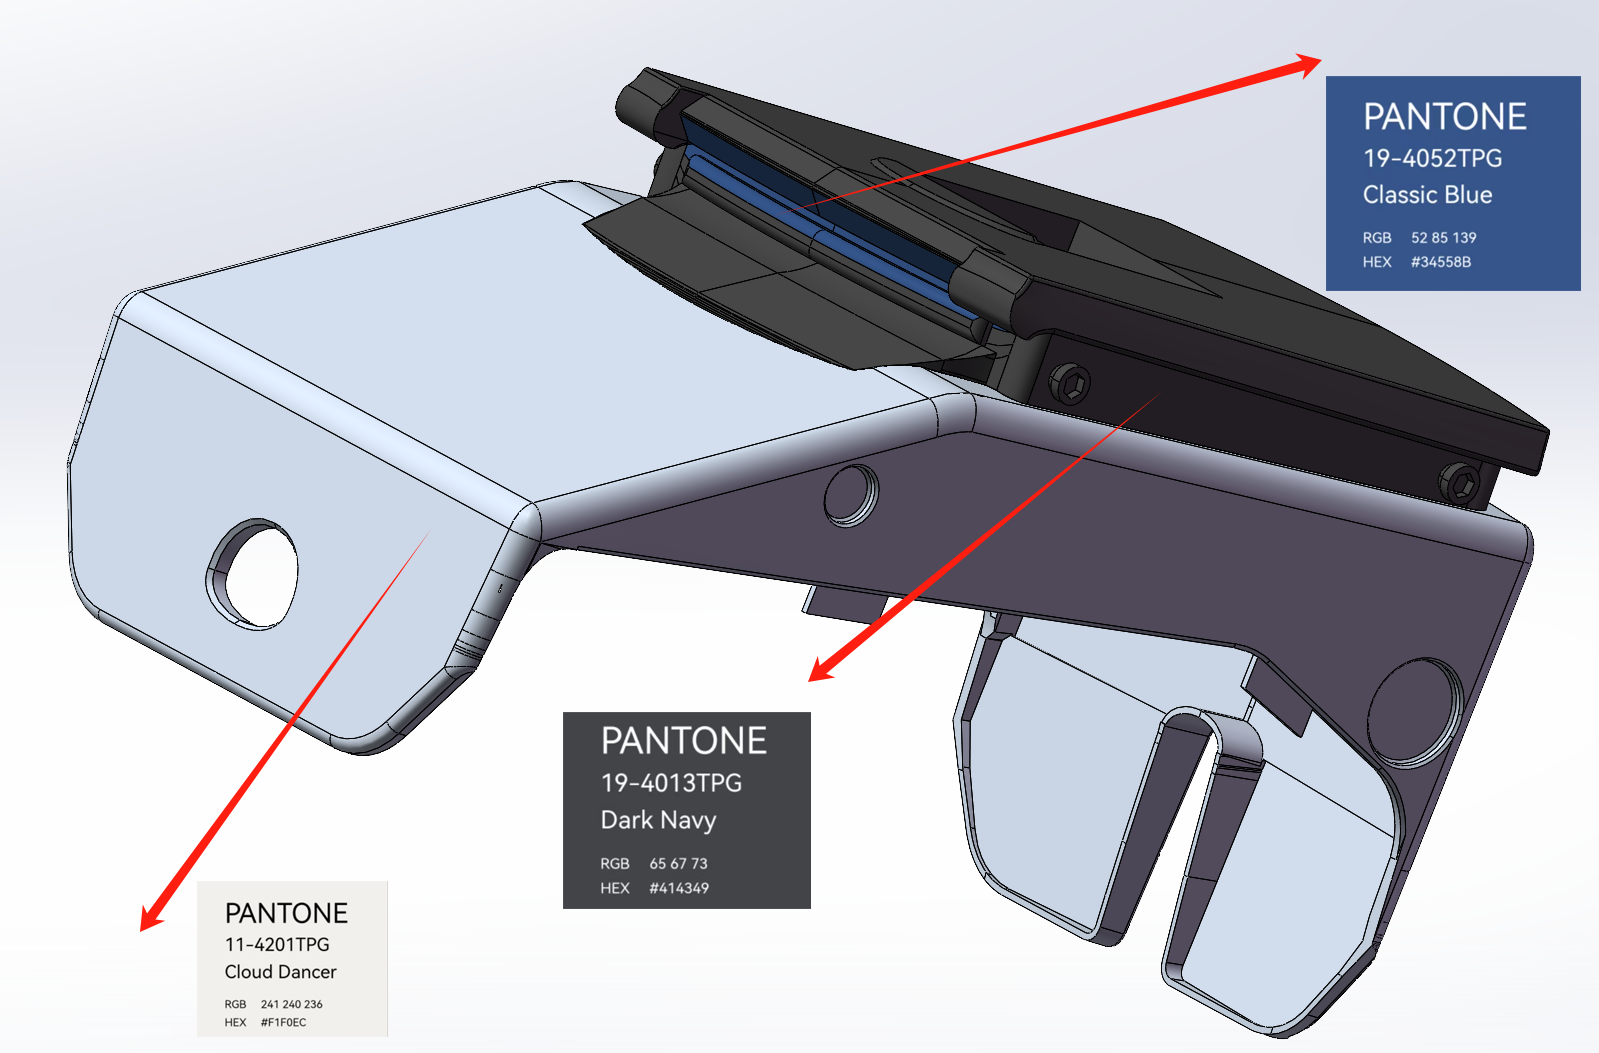 PANTONE
19-4052TPG
Classic Blue
RGB 52 85 139
HEX #34558B
PANTONE
19-4013TPG
Dark Navy
RGB 65 67 73
HEX #414349
PANTONE
11-4201TPG
Cloud Dancer
RGB 241 240 236
HEX #F1F0EC